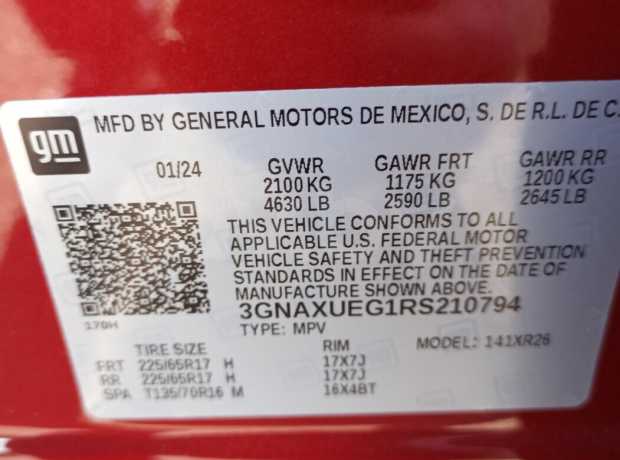 gm MFD BY GENERAL MOTORS DE MEXICO, S. DE R.L. DE C.
01/24 GVWR GAWR FRT GAWR RR
2100 KG 1175 KG 1200 KG
4630 LB 2590 LB 2645 LB
THIS VEHICLE CONFORMS TO ALL
APPLICABLE U.S. FEDERAL MOTOR
VEHICLE SAFETY AND THEFT PREVENTION
STANDARDS IN EFFECT ON THE DATE OF
MANUFACTURE SHOWN ABOVE.
3GNAXUEG1RS210794
170H TYPE: MPV MODEL: 141XR26
TIRE SIZE RIM
FRT 225/65R17 H 17X7J
RR 225/65R17 H 17X7J
SPA T135/70R16 M 16X4BT